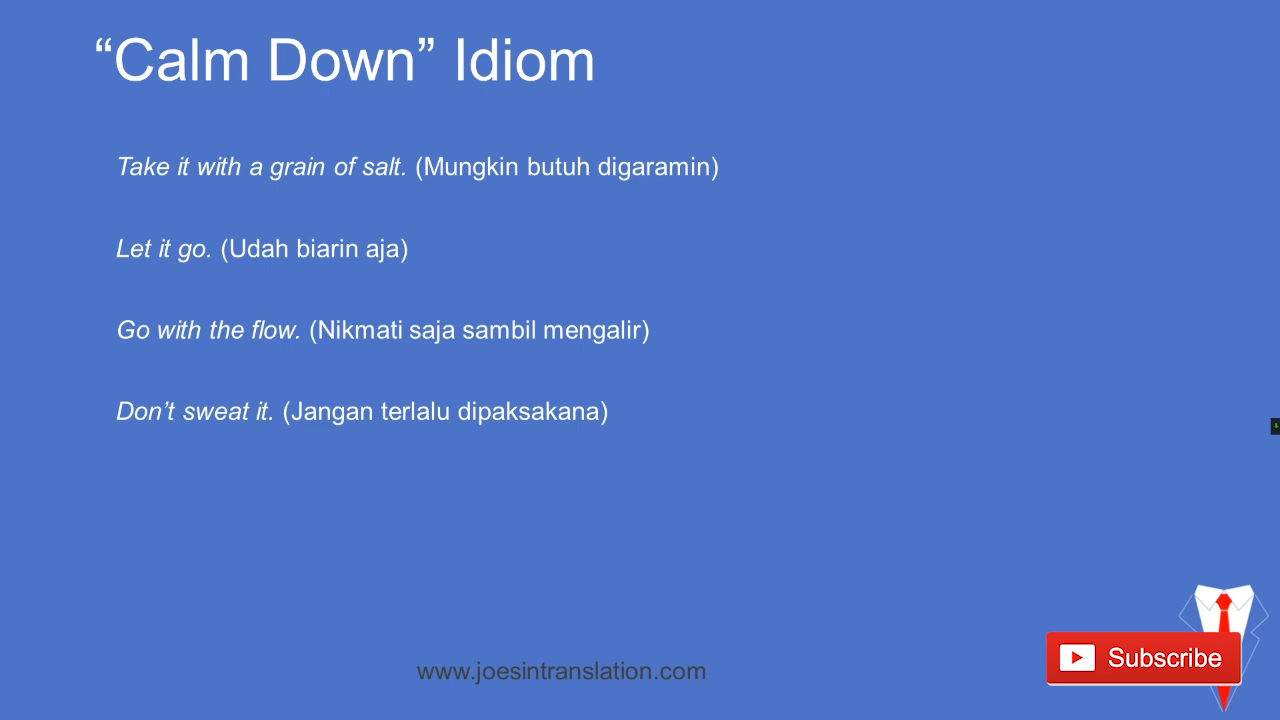 “Calm Down” Idiom
Take it with a grain of salt. (Mungkin butuh digaramin)
Let it go. (Udah biarin aja)
Go with the flow. (Nikmati saja sambil mengalir)
Don’t sweat it. (Jangan terlalu dipaksakana)
www.joesintranslation.com
Subscribe